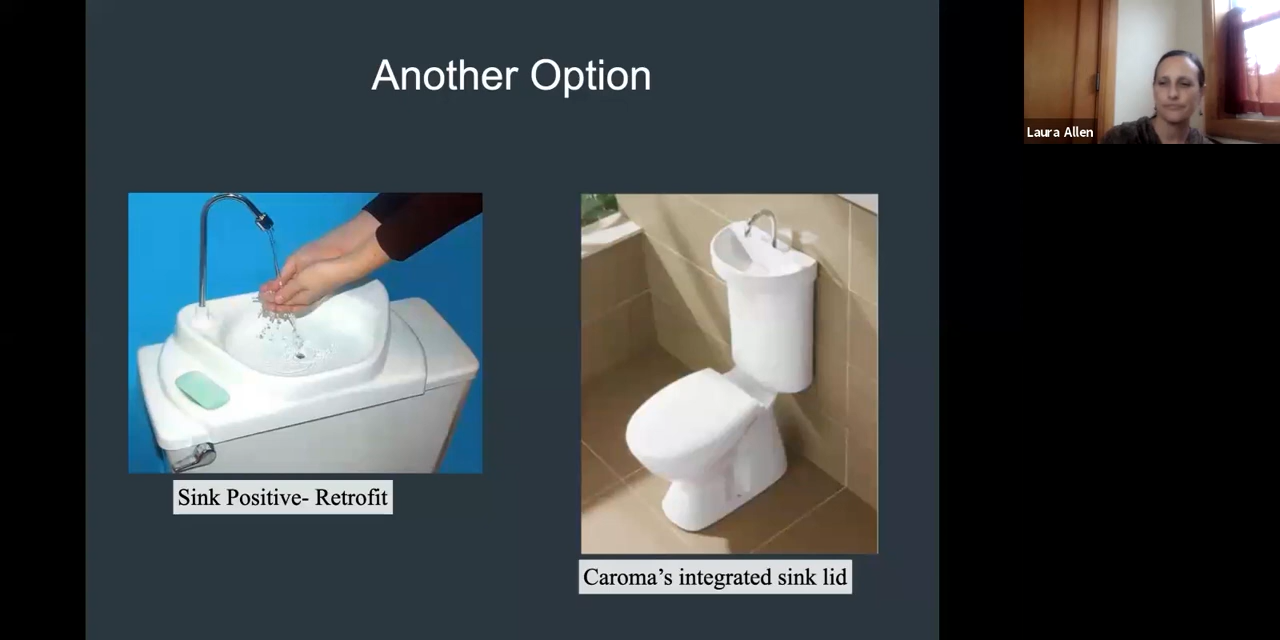 Another Option
Laura Allen
Sink Positive- Retrofit
Caroma's integrated sink lid